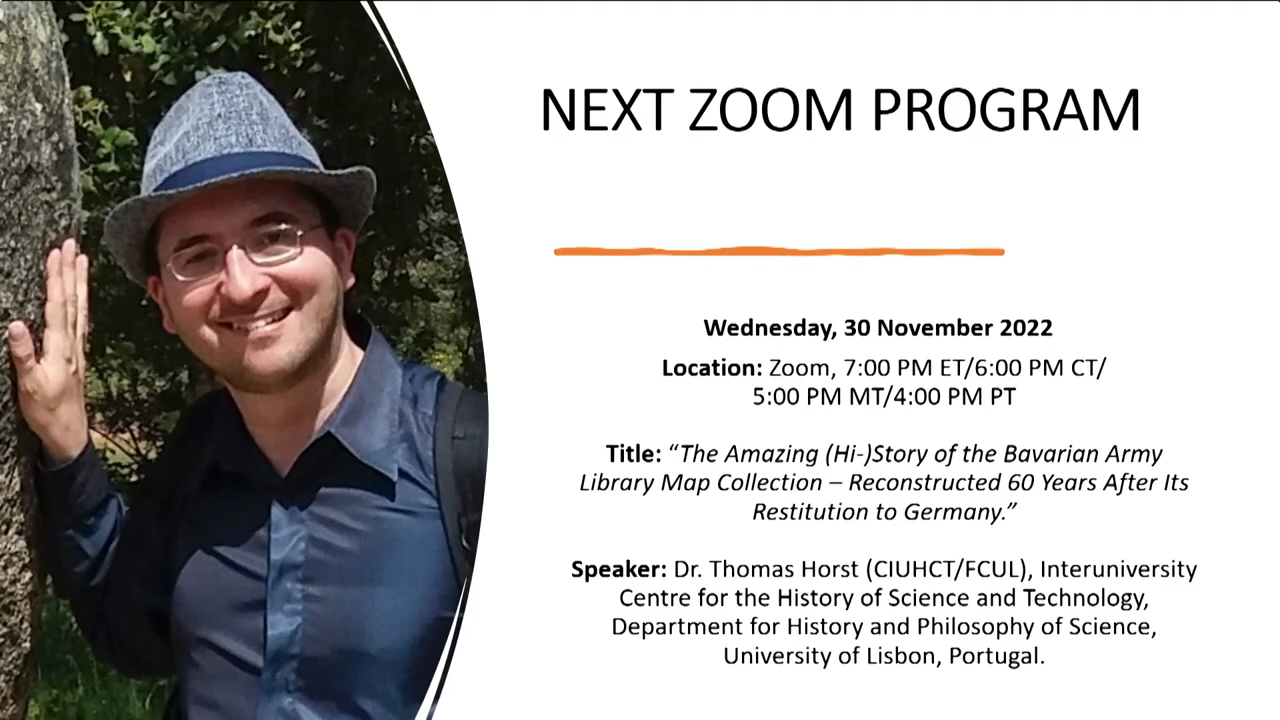 NEXT ZOOM PROGRAM
Wednesday, 30 November 2022
Location: Zoom, 7:00 PM ET/6:00 PM CT/
5:00 PM MT/4:00 PM PT
Title: “The Amazing (Hi-)Story of the Bavarian Army
Library Map Collection – Reconstructed 60 Years After Its
Restitution to Germany.”
Speaker: Dr. Thomas Horst (CIUHCT/FCUL), Interuniversity
Centre for the History of Science and Technology,
Department for History and Philosophy of Science,
University of Lisbon, Portugal.